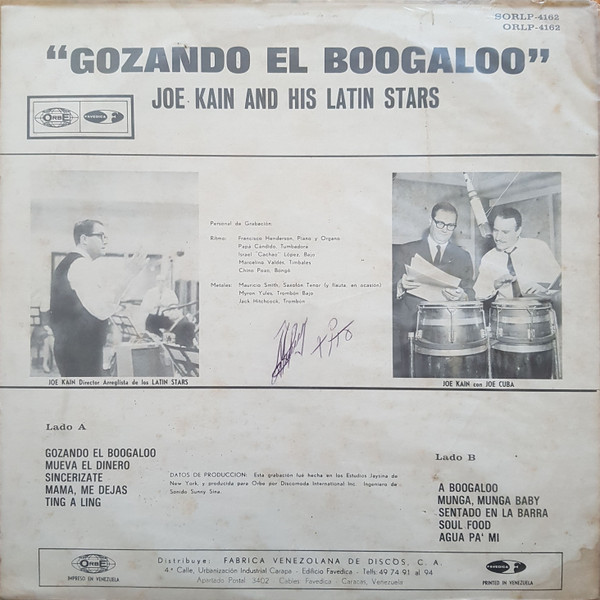 SORLP-4162
ORLP-4162
"GOZANDO EL BOOGALOO"
JOE KAIN AND HIS LATIN STARS
ORBE
FAVEDICA
Personal de Grabación
Ritmo: Francisco Henderson, Piano y Organo
Papa Cándido, Tumbadora
Israel "Cachao" López, Bajo
Marcelino Valdés, Timbales
Chino Pozo, Bongó
Metales: Mauricio Smith, Saxofón Tenor (y flauta, en ocasión)
Myron Yules, Trombón Bajo
Jack Hitchcock, Trombón
JOE KAIN Director Arreglista de los LATIN STARS
JOE KAIN con JOE CUBA
Lado A
GOZANDO EL BOOGALOO
MUEVA EL DINERO
SINCERIZATE
MAMA, ME DEJAS
TING A LING
DATOS DE PRODUCCION: Esta grabación fué hecha en los Estudios Jaysina de
New York, y producida para Orbe por Discomoda International Inc. Ingeniero de
Sonido Sunny Sina.
Lado B
A BOOGALOO
MUNGA, MUNGA BABY
SENTADO EN LA BARRA
SOUL FOOD
AGUA PA' MI
ORBE
IMPRESO EN VENEZUELA
Distribuye: FABRICA VENEZOLANA DE DISCOS, C. A.
4.ª Calle, Urbanización Industrial Carapa - Edificio Favedica - Telfs: 49 74 91 al 94
Apartado Postal 3402 - Cables Favedica - Caracas, Venezuela
FAVEDICA
PRINTED IN VENEZUELA